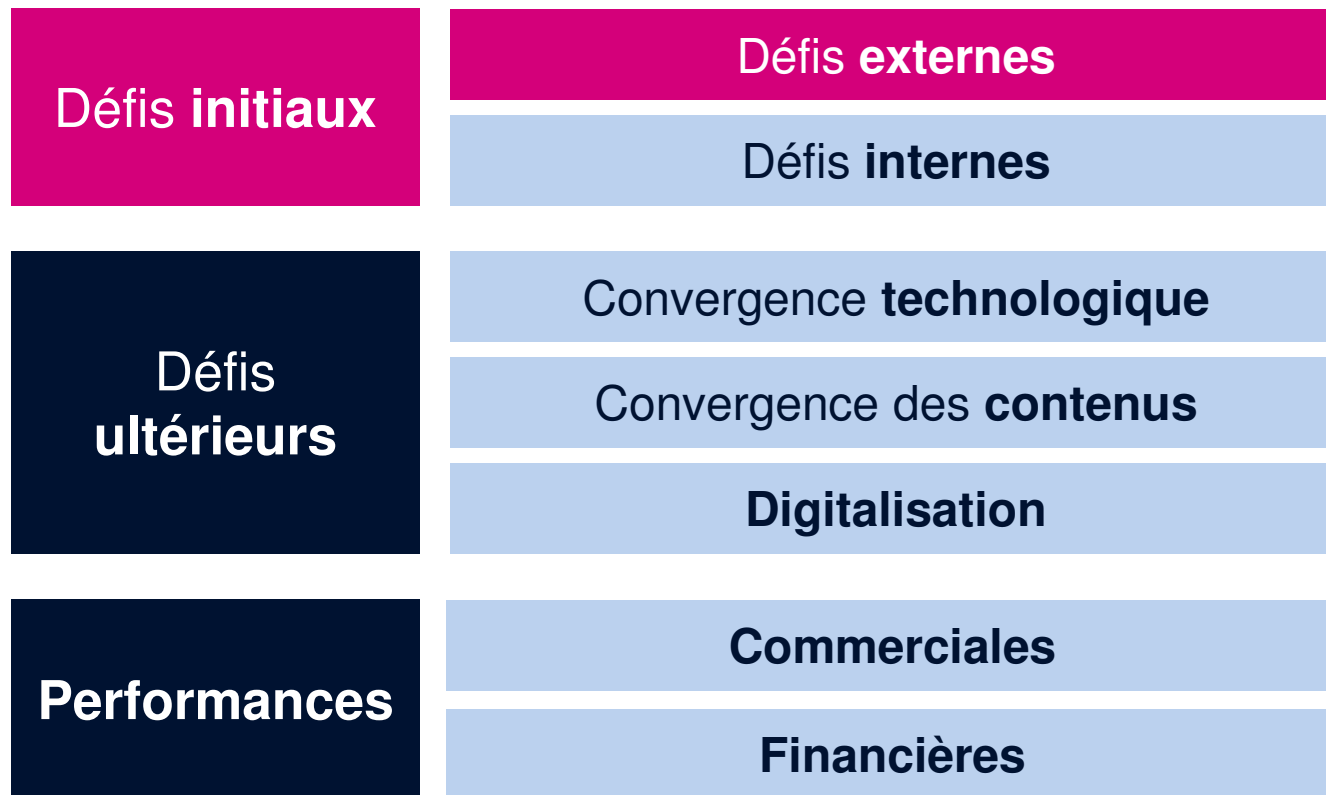 Défis initiaux
Défis externes
Défis internes
Défis
ultérieurs
Convergence technologique
Convergence des contenus
Digitalisation
Performances
Commerciales
Financières